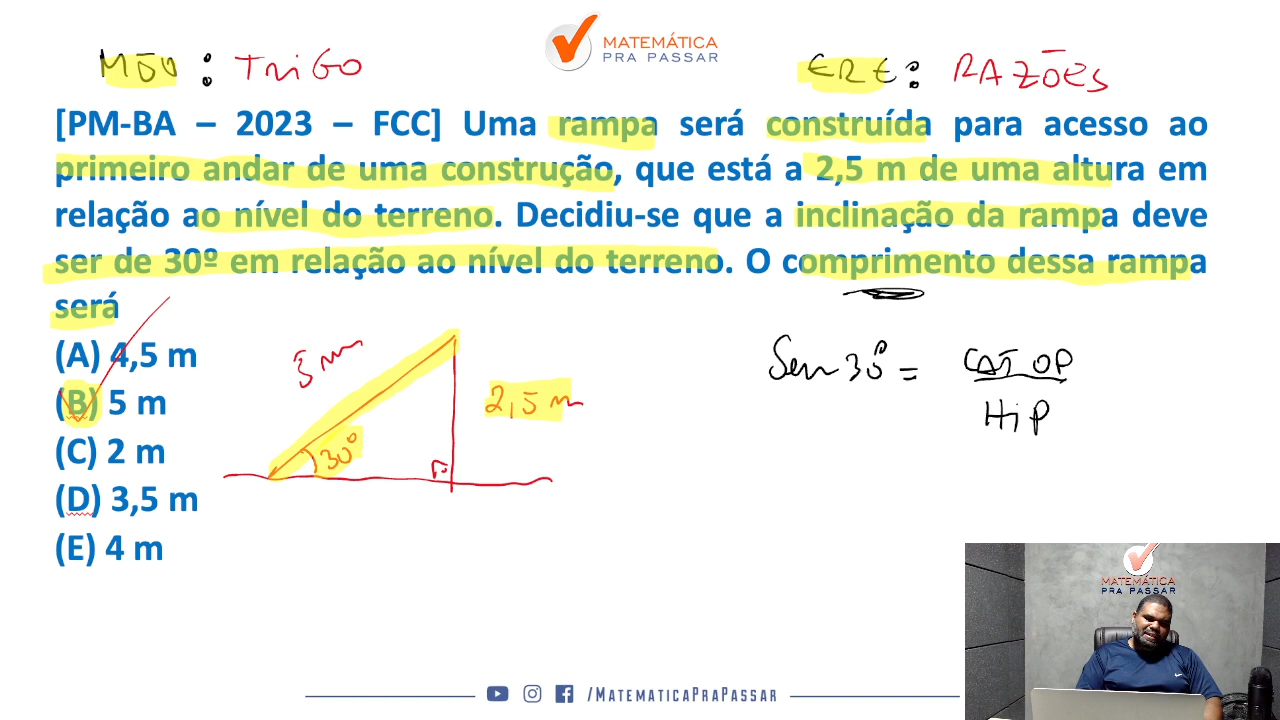 MATEMÁTICA
PRA PASSAR
MÓD : TRIGO
ERE : RAZÕES
[PM-BA – 2023 – FCC] Uma rampa será construída para acesso ao
primeiro andar de uma construção, que está a 2,5 m de uma altura em
relação ao nível do terreno. Decidiu-se que a inclinação da rampa deve
ser de 30º em relação ao nível do terreno. O comprimento dessa rampa
será
(A) 4,5 m
(B) 5 m
(C) 2 m
(D) 3,5 m
(E) 4 m
5 m
2,5 m
30°
Sen 30° = CAT OP
HIP
MATEMÁTICA
PRA PASSAR
/MATEMATICAPRAPASSAR